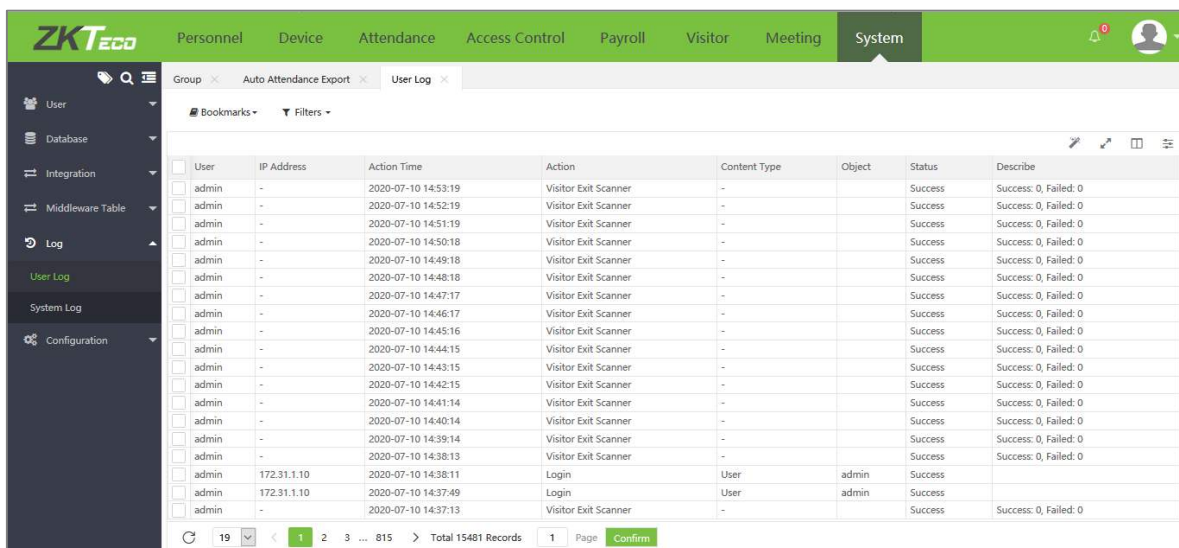 ZKTECO Personnel Device Attendance Access Control Payroll Visitor Meeting System 0
Group × Auto Attendance Export × User Log ×
User
Bookmarks Filters
Database
Integration
Middleware Table
Log
User Log
System Log
Configuration
User IP Address Action Time Action Content Type Object Status Describe
admin - 2020-07-10 14:53:19 Visitor Exit Scanner - Success Success: 0, Failed: 0
admin - 2020-07-10 14:52:19 Visitor Exit Scanner - Success Success: 0, Failed: 0
admin - 2020-07-10 14:51:19 Visitor Exit Scanner - Success Success: 0, Failed: 0
admin - 2020-07-10 14:50:18 Visitor Exit Scanner - Success Success: 0, Failed: 0
admin - 2020-07-10 14:49:18 Visitor Exit Scanner - Success Success: 0, Failed: 0
admin - 2020-07-10 14:48:18 Visitor Exit Scanner - Success Success: 0, Failed: 0
admin - 2020-07-10 14:47:17 Visitor Exit Scanner - Success Success: 0, Failed: 0
admin - 2020-07-10 14:46:17 Visitor Exit Scanner - Success Success: 0, Failed: 0
admin - 2020-07-10 14:45:16 Visitor Exit Scanner - Success Success: 0, Failed: 0
admin - 2020-07-10 14:44:15 Visitor Exit Scanner - Success Success: 0, Failed: 0
admin - 2020-07-10 14:43:15 Visitor Exit Scanner - Success Success: 0, Failed: 0
admin - 2020-07-10 14:42:15 Visitor Exit Scanner - Success Success: 0, Failed: 0
admin - 2020-07-10 14:41:14 Visitor Exit Scanner - Success Success: 0, Failed: 0
admin - 2020-07-10 14:40:14 Visitor Exit Scanner - Success Success: 0, Failed: 0
admin - 2020-07-10 14:39:14 Visitor Exit Scanner - Success Success: 0, Failed: 0
admin - 2020-07-10 14:38:13 Visitor Exit Scanner - Success Success: 0, Failed: 0
admin 172.31.1.10 2020-07-10 14:38:11 Login User admin Success
admin 172.31.1.10 2020-07-10 14:37:49 Login User admin Success
admin - 2020-07-10 14:37:13 Visitor Exit Scanner - Success Success: 0, Failed: 0
19 < 1 2 3 ... 815 > Total 15481 Records 1 Page Confirm